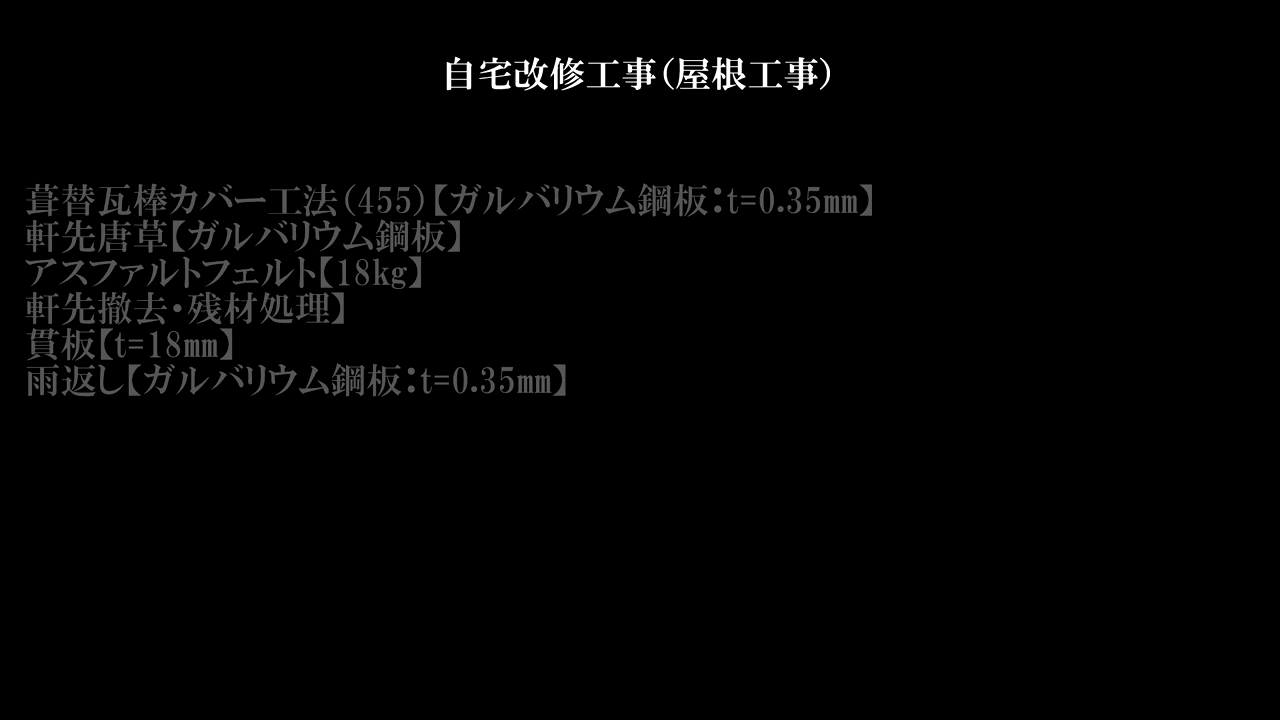 自宅改修工事（屋根工事）
葺替瓦棒カバー工法（455）【ガルバリウム鋼板：t=0.35mm】
軒先唐草【ガルバリウム鋼板】
アスファルトフェルト【18kg】
軒先撤去・残材処理】
貫板【t=18mm】
雨返し【ガルバリウム鋼板：t=0.35mm】